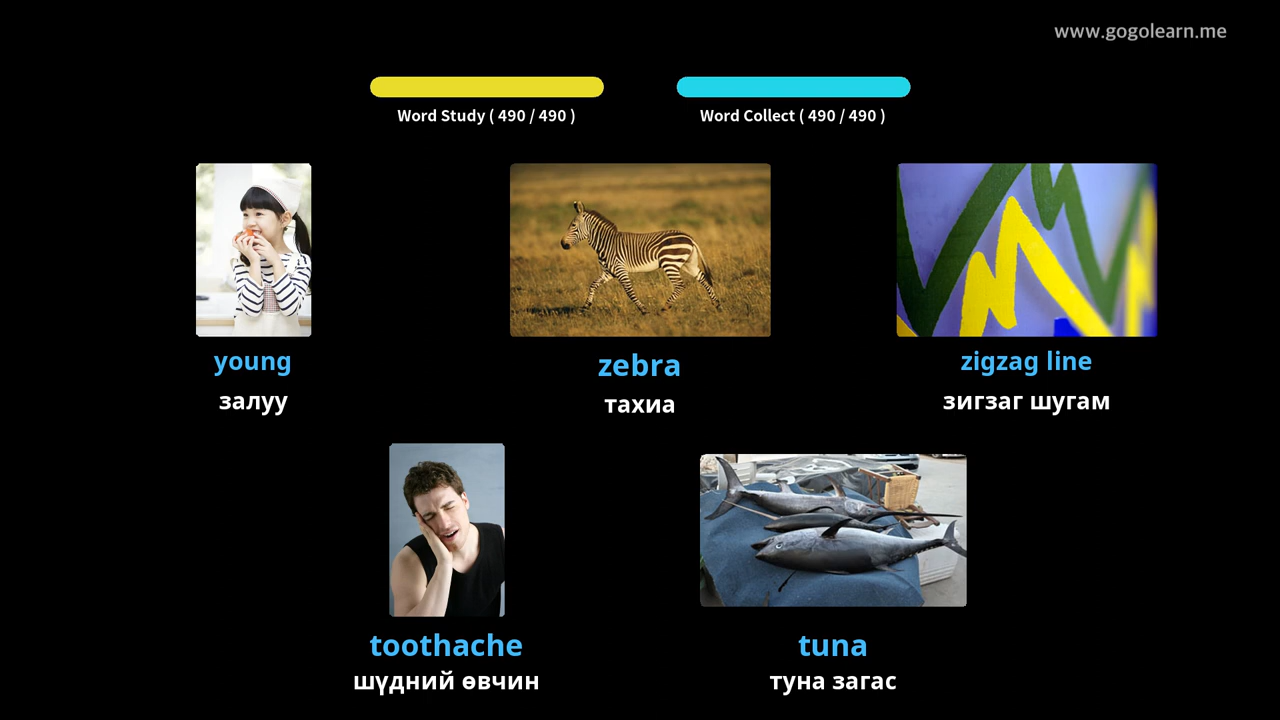 www.gogolearn.me
Word Study ( 490 / 490 )
Word Collect ( 490 / 490 )
young
zebra
zigzag line
залуу
тахиа
зигзаг шугам
toothache
tuna
шүдний өвчин
туна загас